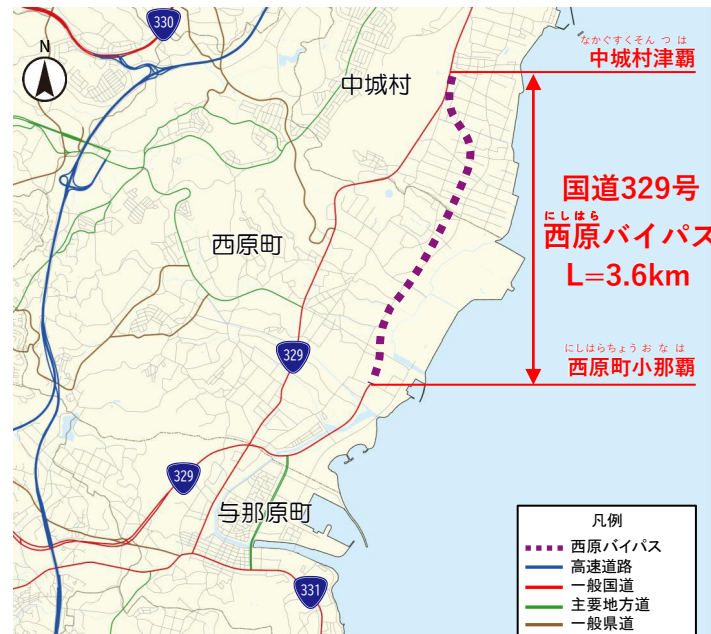 330
N
中城村
なかぐすくそん つ は
中城村津覇
国道329号
にしはら
西原バイパス
L=3.6km
西原町
329
にしはらちょう お な は
西原町小那覇
329
与那原町
331
凡例
西原バイパス
高速道路
一般国道
主要地方道
一般県道